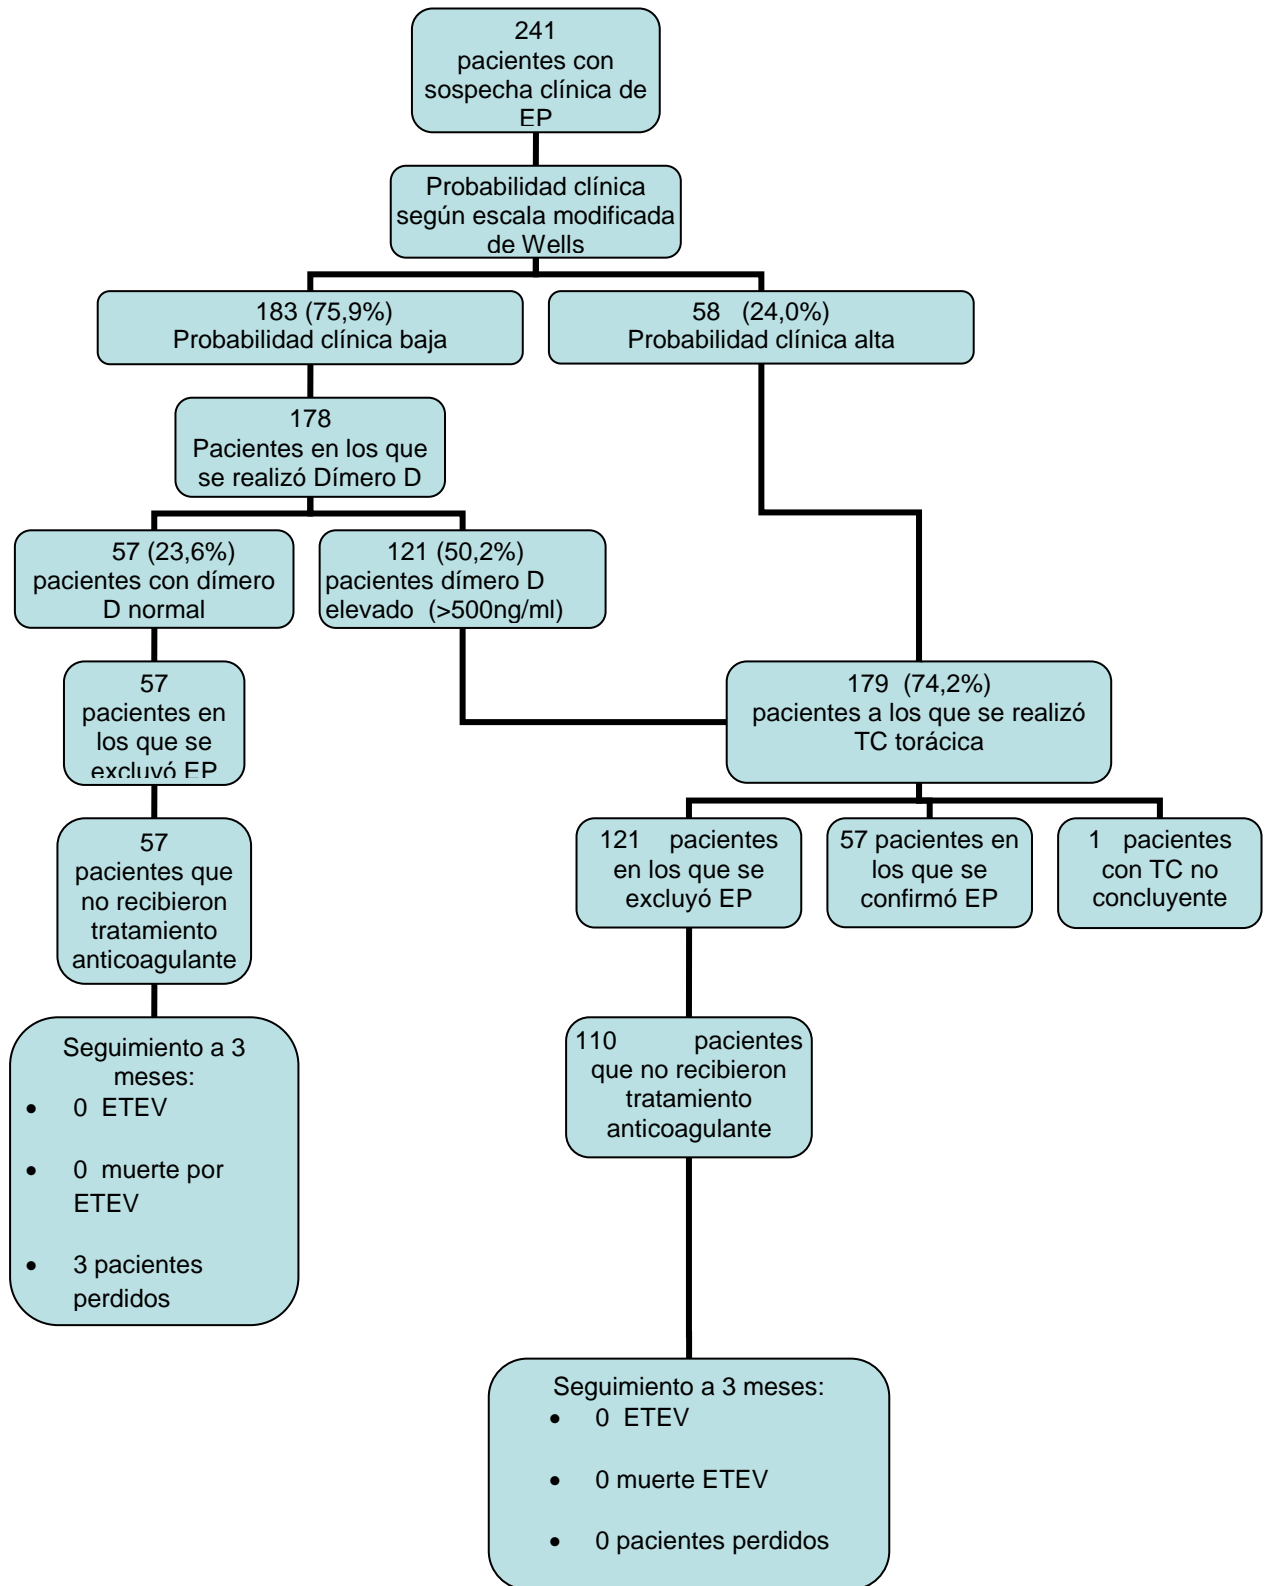 241
pacientes con
sospecha clínica de
EP
Probabilidad clínica
según escala modificada
de Wells
183 (75,9%)
Probabilidad clínica baja
58 (24,0%)
Probabilidad clínica alta
178
Pacientes en los que
se realizó Dímero D
57 (23,6%)
pacientes con dímero
D normal
121 (50,2%)
pacientes dímero D
elevado (>500ng/ml)
57
pacientes en
los que se
excluyó EP
179 (74,2%)
pacientes a los que se realizó
TC torácica
57
pacientes que
no recibieron
tratamiento
anticoagulante
121 pacientes
en los que se
excluyó EP
57 pacientes en
los que se
confirmó EP
1 pacientes
con TC no
concluyente
Seguimiento a 3
meses:
• 0 ETEV
• 0 muerte por
ETEV
• 3 pacientes
perdidos
110 pacientes
que no recibieron
tratamiento
anticoagulante
Seguimiento a 3 meses:
• 0 ETEV
• 0 muerte ETEV
• 0 pacientes perdidos